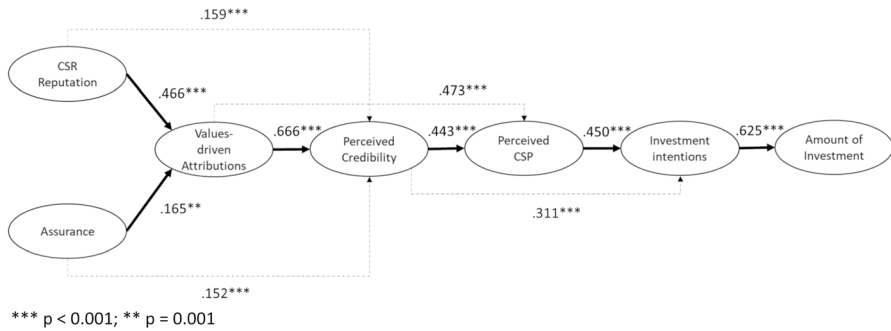 .159***
CSR
Reputation
.466***
.473***
Values-
driven
Attributions
.666***
Perceived
Credibility
.443***
Perceived
CSP
.450***
Investment
intentions
.625***
Amount of
Investment
.165**
.311***
Assurance
.152***
*** p < 0.001; ** p = 0.001